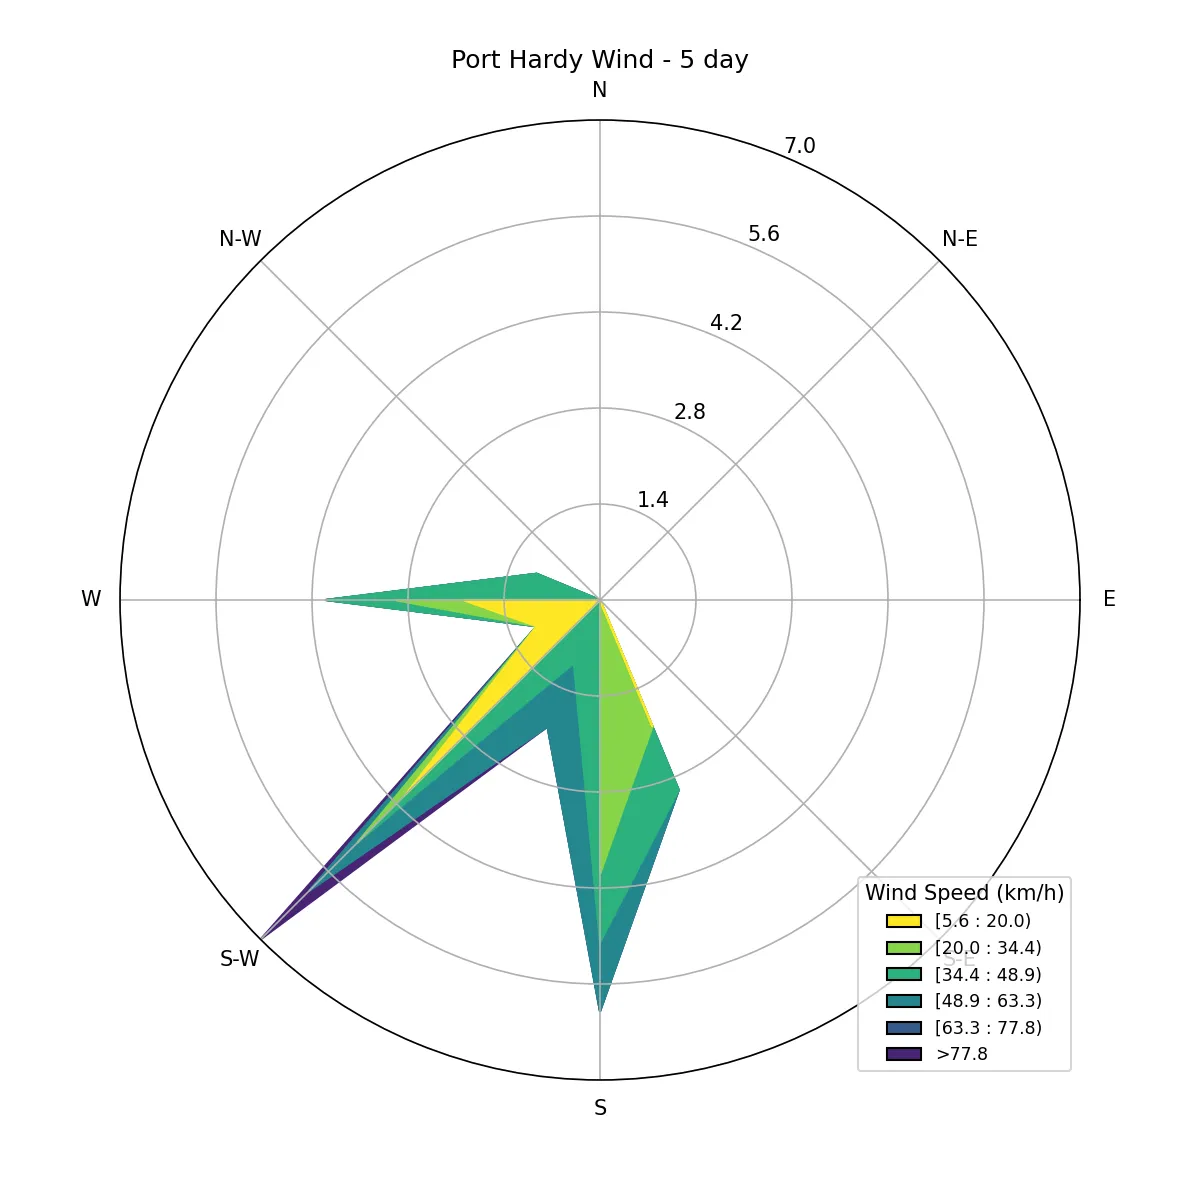 Port Hardy Wind - 5 day
N
7.0
N-W
N-E
5.6
4.2
2.8
1.4
W
E
S-W
S-E
S
Wind Speed (km/h)
[5.6 : 20.0)
[20.0 : 34.4)
[34.4 : 48.9)
[48.9 : 63.3)
[63.3 : 77.8)
>77.8